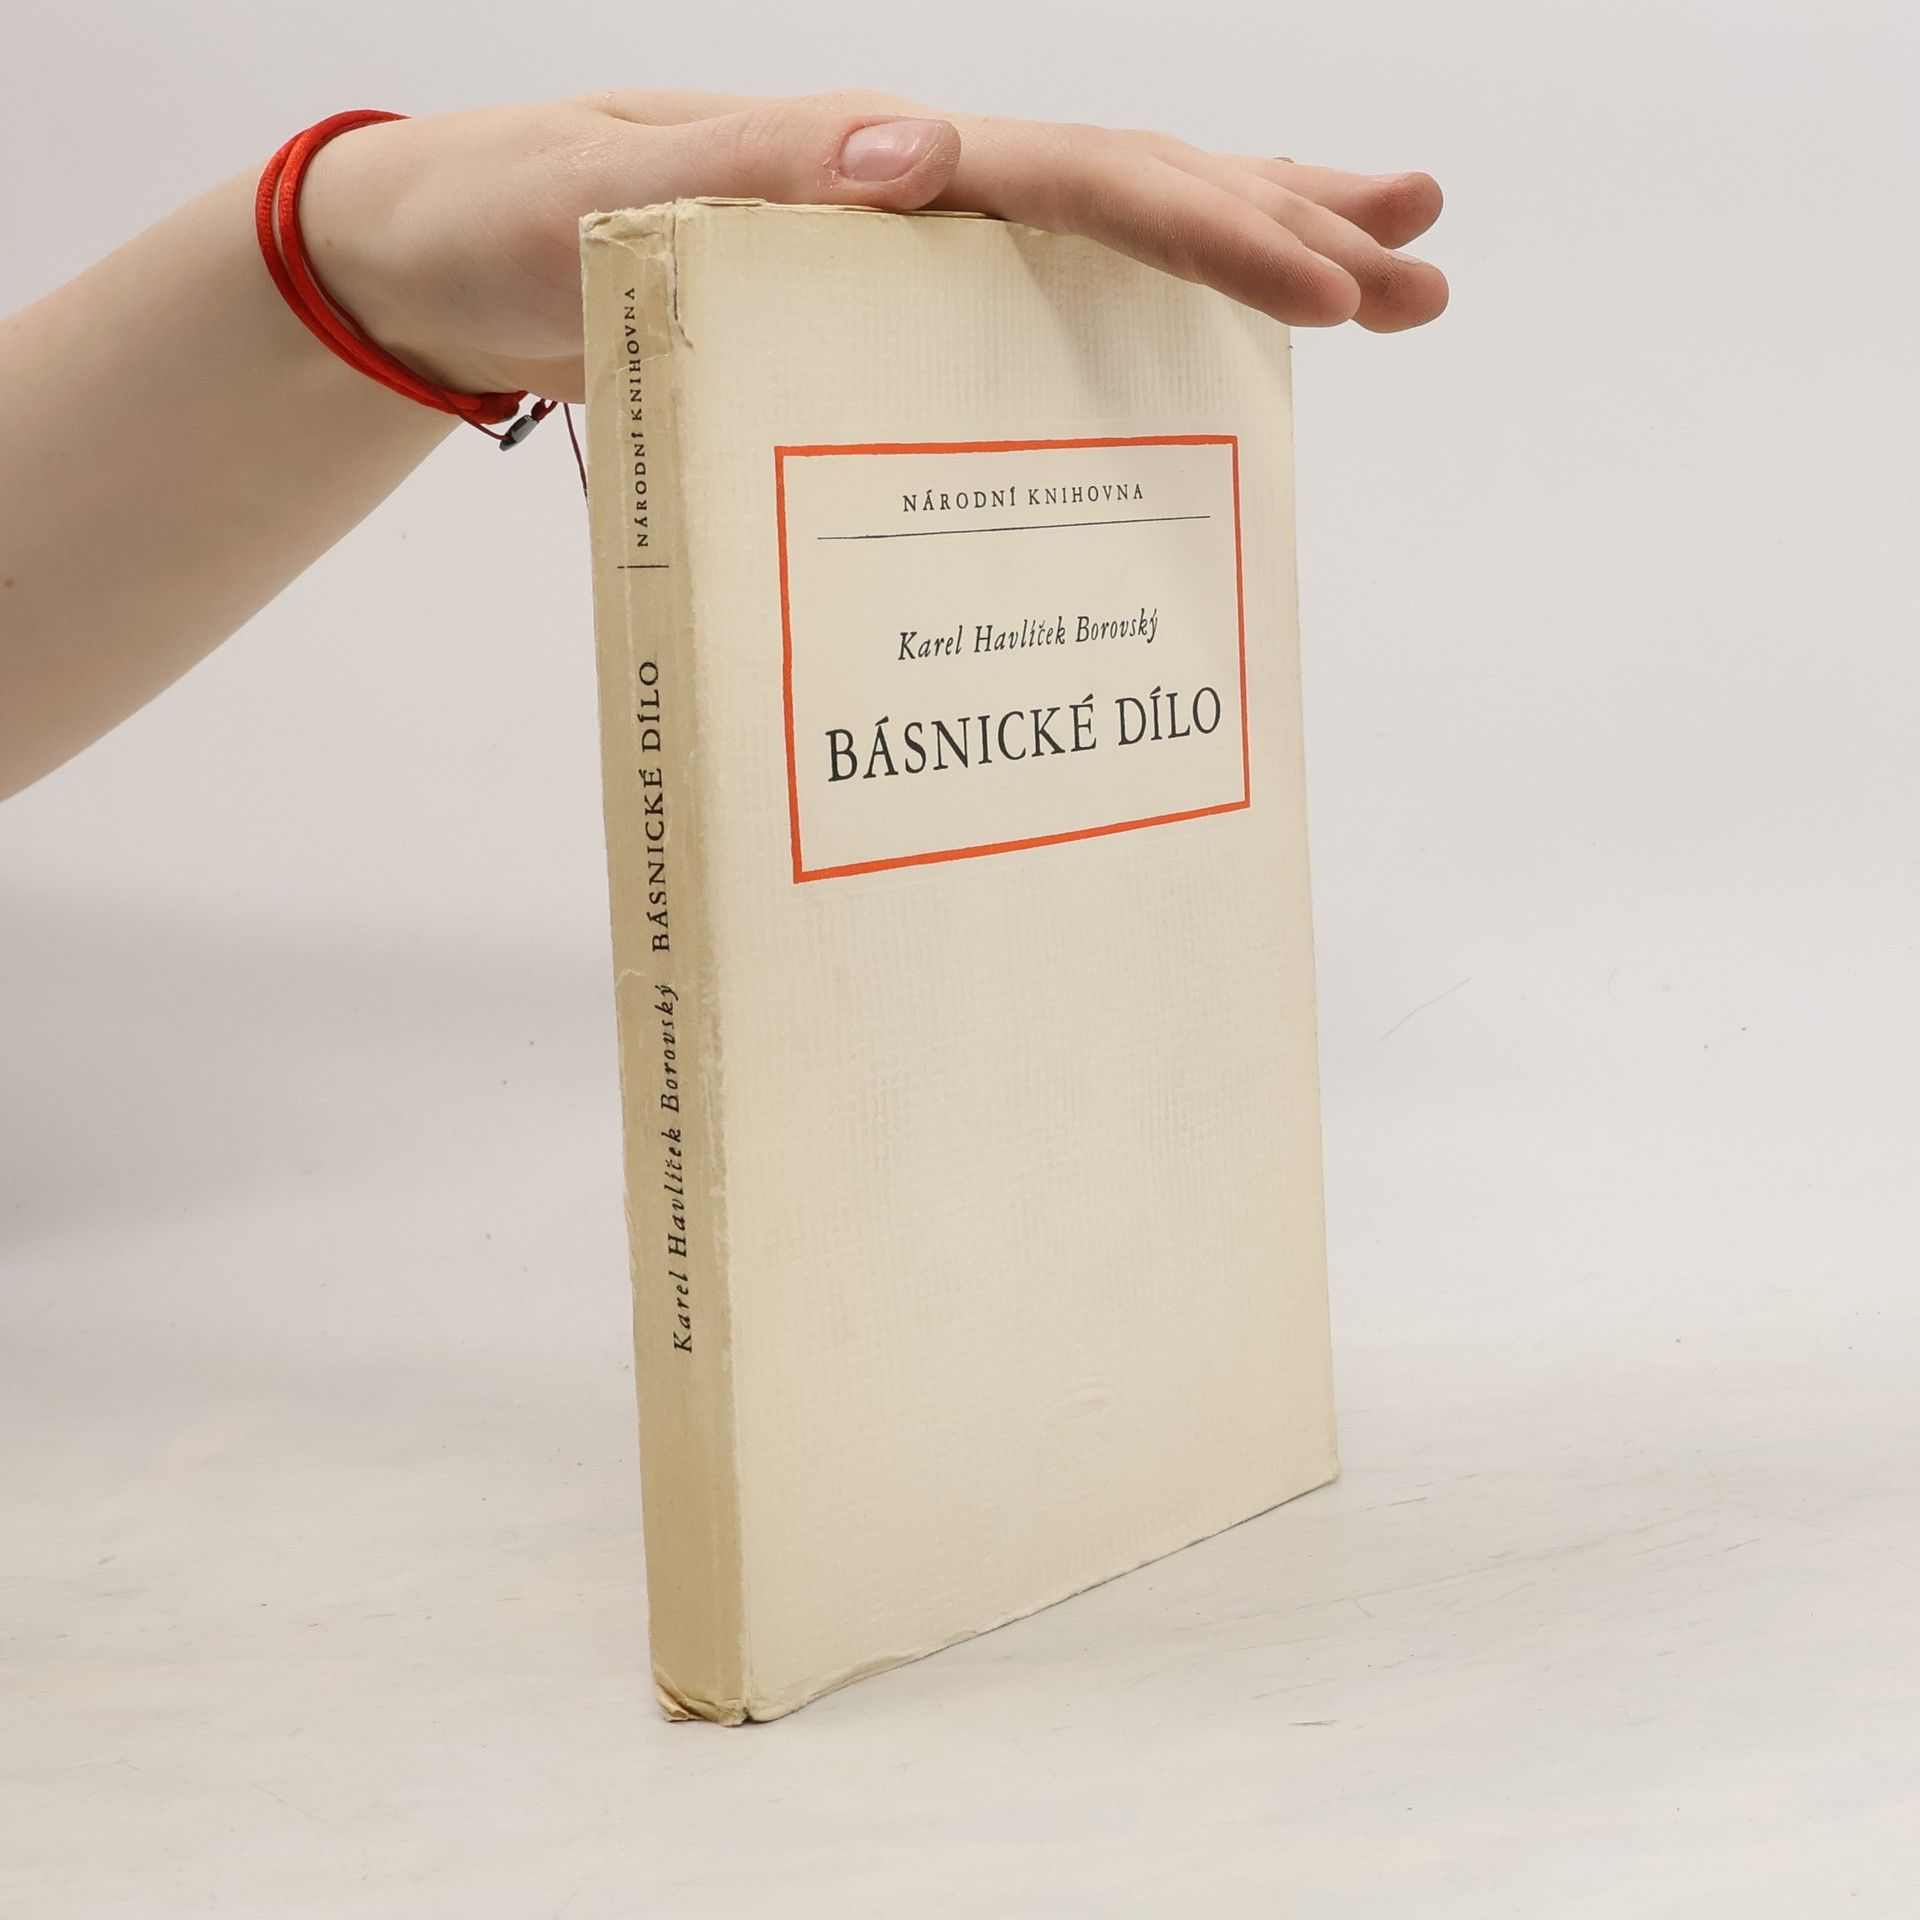 NÁRODNÍ KNIHOVNA
Karel Havlíček Borovský
BÁSNICKÉ DÍLO
Karel Havlíček Borovský BÁSNICKÉ DÍLO NÁRODNÍ KNIHOVNA